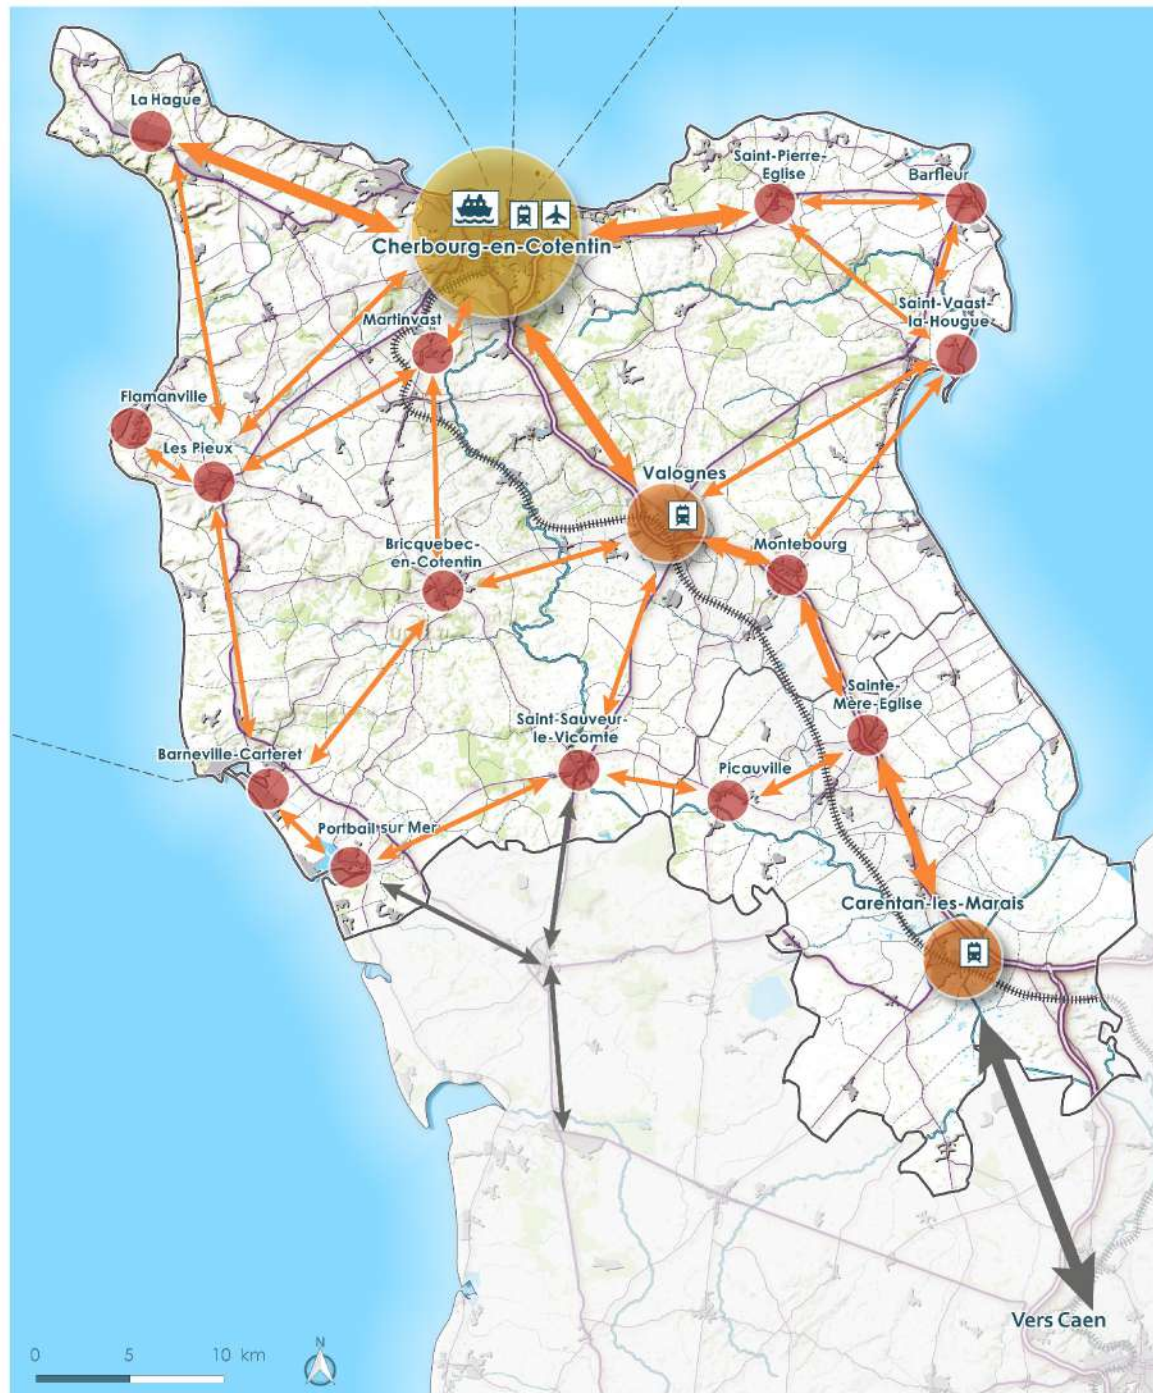 La Hague
Saint-Pierre-
Eglise
Barfleur
Cherbourg-en-Cotentin
Saint-Vaast-
la-Hougue
Martinvast
Flamanville
Les Pieux
Valognes
Bricquebec-
en-Cotentin
Montebourg
Sainte-
Mère-Eglise
Saint-Sauveur-
le-Vicomte
Barneville-Carteret
Picauville
Portbail sur Mer
Carentan-les-Marais
Vers Caen
0 5 10 km
N